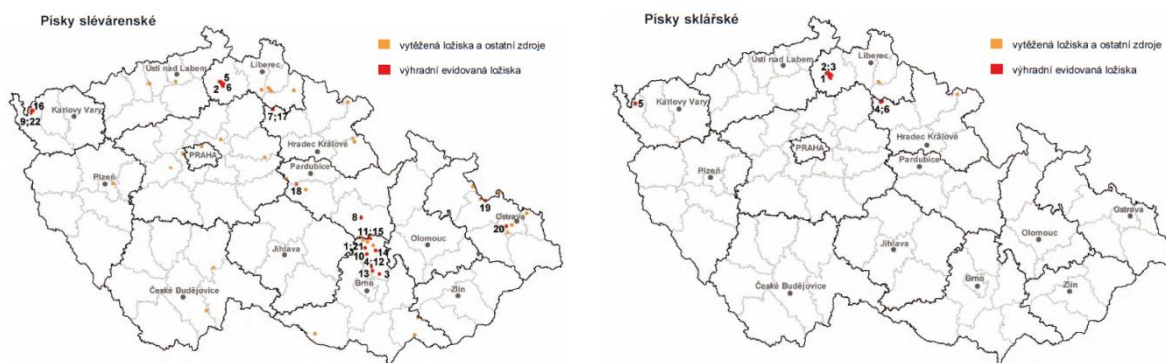 Písky slévárenské
vytěžená ložiska a ostatní zdroje
výhradní evidovaná ložiska
Ústí nad Labem
Liberec
5
2
6
16
Karlovy Vary
9;22
7;17
Hradec Králové
PRAHA
Pardubice
Plzeň
18
19
8
Ostrava
20
11;15
Olomouc
1;21
14
Jihlava
10
4;12
13
3
Brno
Zlín
České Budějovice
Písky sklářské
vytěžená ložiska a ostatní zdroje
výhradní evidovaná ložiska
Ústí nad Labem
Liberec
2;3
1
5
Karlovy Vary
4;6
Hradec Králové
PRAHA
Pardubice
Plzeň
Ostrava
Olomouc
Jihlava
Brno
České Budějovice
Zlín